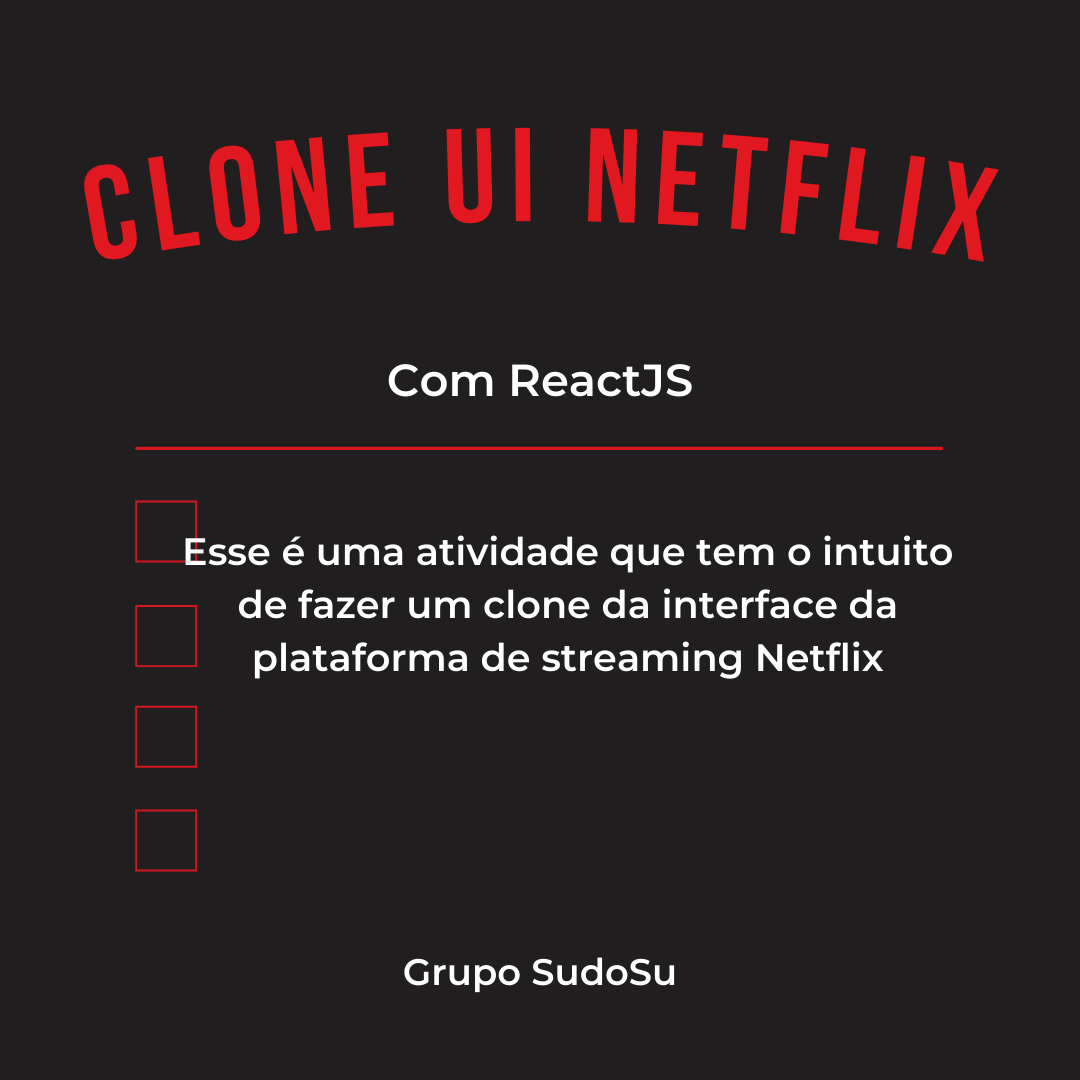 CLONE UI NETFLIX
Com ReactJS
Esse é uma atividade que tem o intuito
de fazer um clone da interface da
plataforma de streaming Netflix
Grupo SudoSu